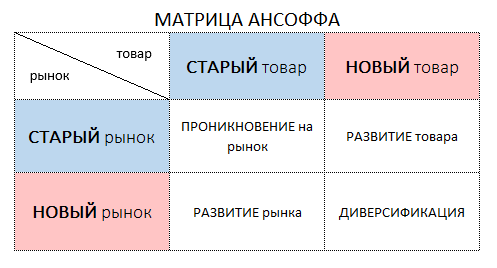 МАТРИЦА АНСОФФА
товар
рынок
СТАРЫЙ товар
НОВЫЙ товар
СТАРЫЙ рынок
ПРОНИКНОВЕНИЕ на
рынок
РАЗВИТИЕ товара
НОВЫЙ рынок
РАЗВИТИЕ рынка
ДИВЕРСИФИКАЦИЯ